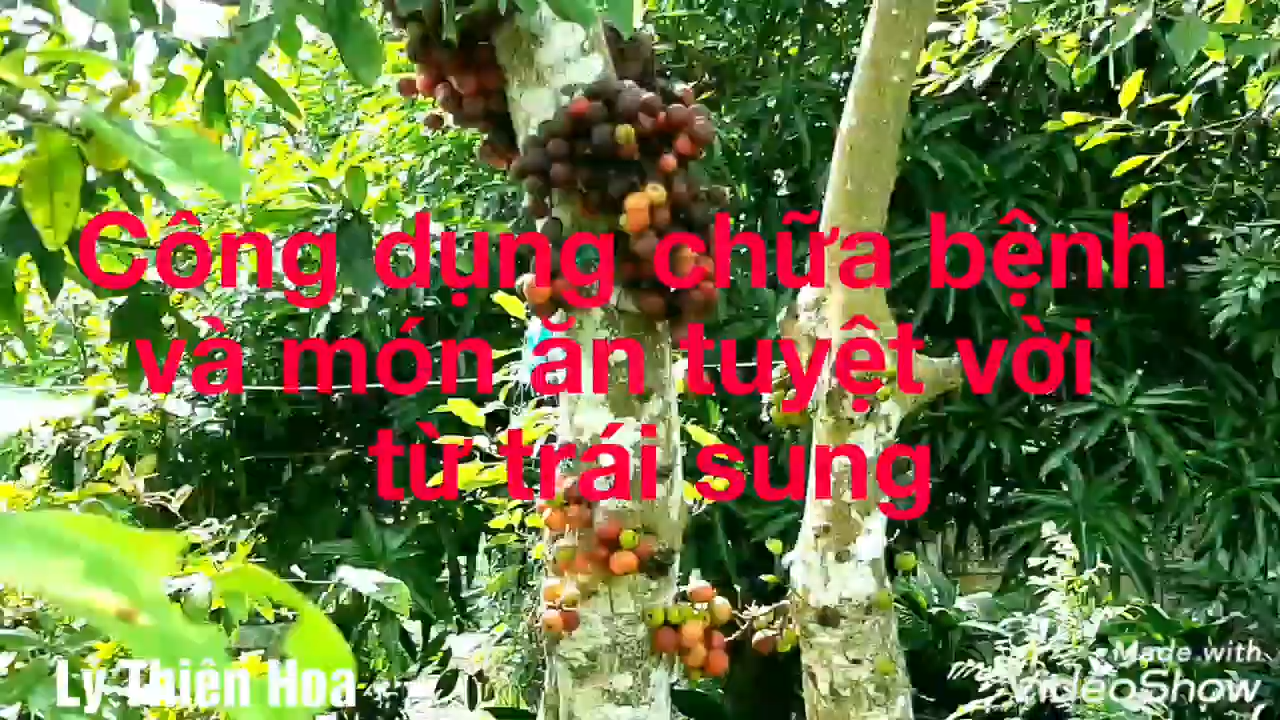 Công dụng chữa bệnh
và món ăn tuyệt vời
từ trái sung
Lý Thiên Hoa
Made with
VideoShow